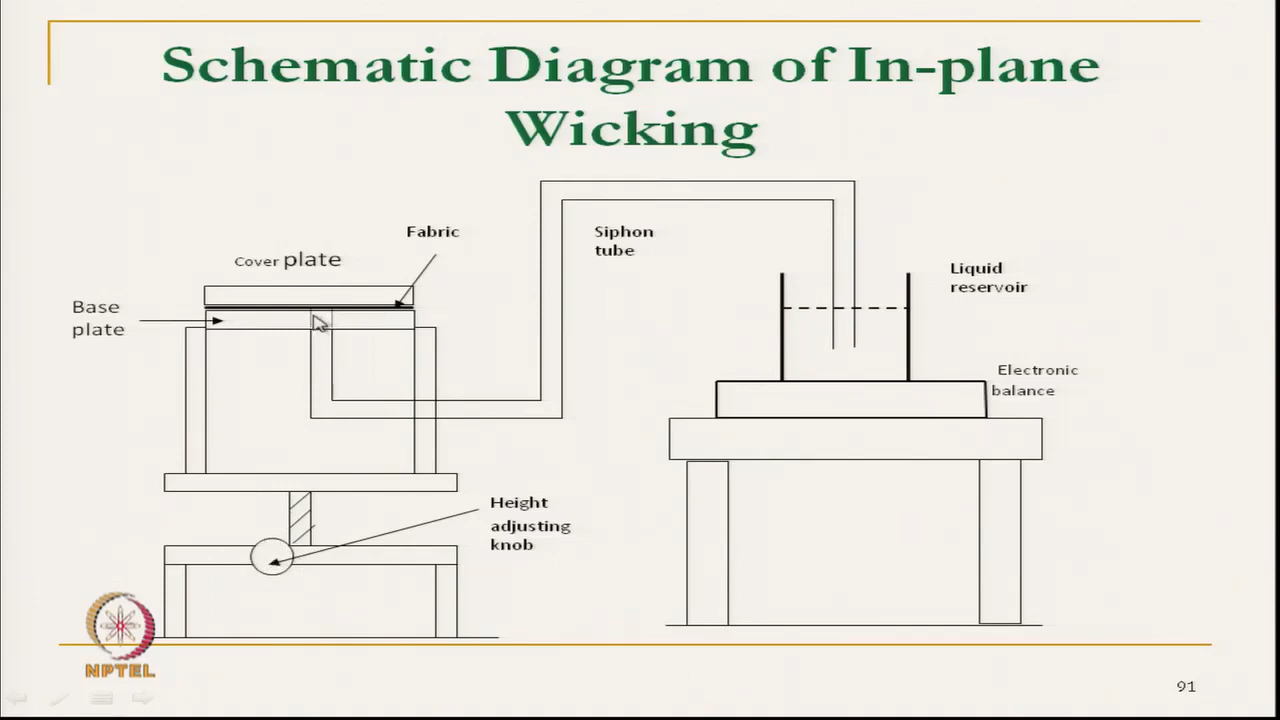 Schematic Diagram of In-plane
Wicking
Fabric
Cover plate
Base
plate
Siphon
tube
Liquid
reservoir
Electronic
balance
Height
adjusting
knob
NPTEL
91